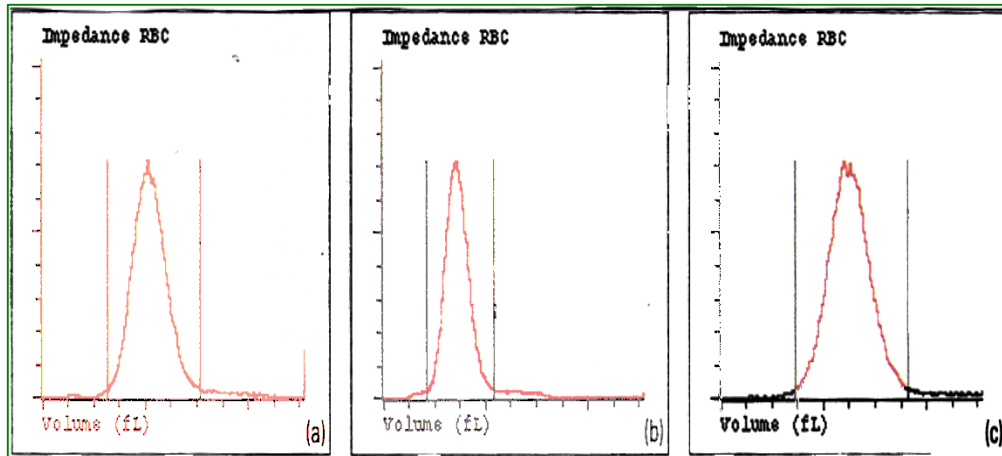 Impedance RBC
Volume (fL)
(a)
Impedance RBC
Volume (fL)
(b)
Impedance RBC
Volume (fL)
(c)